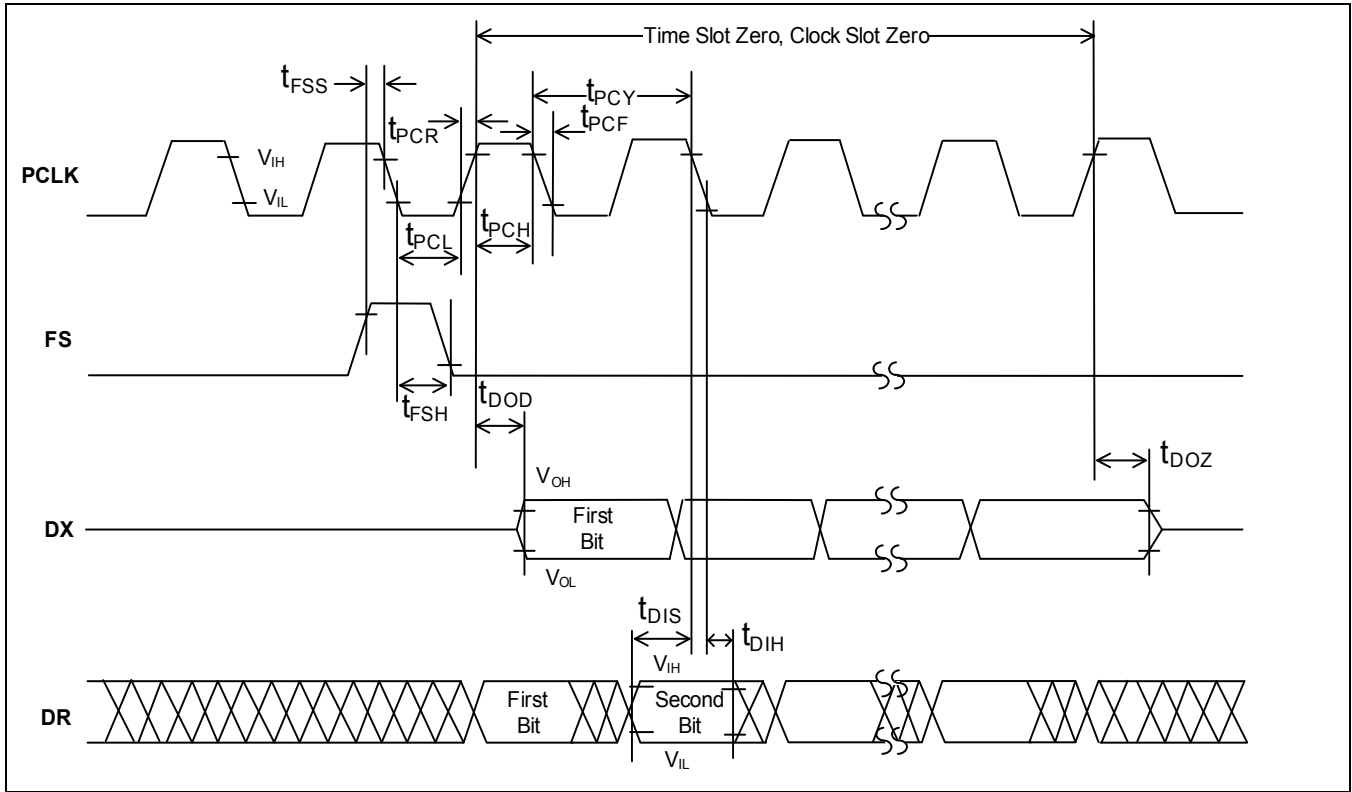 Time Slot Zero, Clock Slot Zero
tFSS
tPCY
tPCR
tPCF
PCLK
VIH
VIL
tPCL
tPCH
FS
tFSH
tDOD
tDOZ
VOH
DX
First
Bit
VOL
tDIS
tDIH
VIH
DR
First
Bit
Second
Bit
VIL